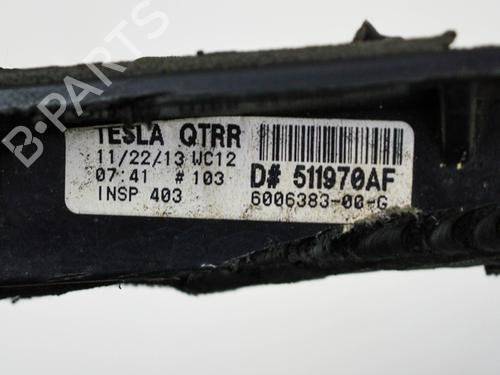 TESLA QTRR
11/22/13 WC12
07:41 #103
INSP 403
D# 511970AF
6006383-00-G
B-PARTS